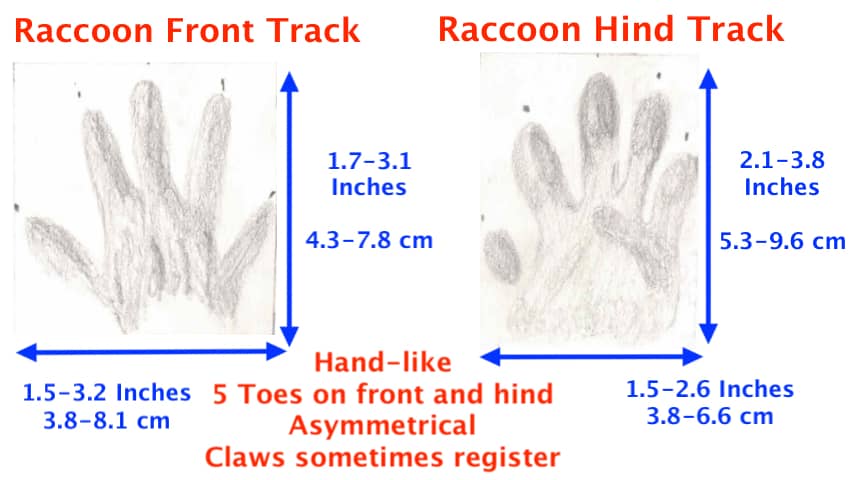 Raccoon Front Track
Raccoon Hind Track
1.7-3.1
Inches
4.3-7.8 cm
2.1-3.8
Inches
5.3-9.6 cm
1.5-3.2 Inches
3.8-8.1 cm
Hand-like
5 Toes on front and hind
Asymmetrical
Claws sometimes register
1.5-2.6 Inches
3.8-6.6 cm